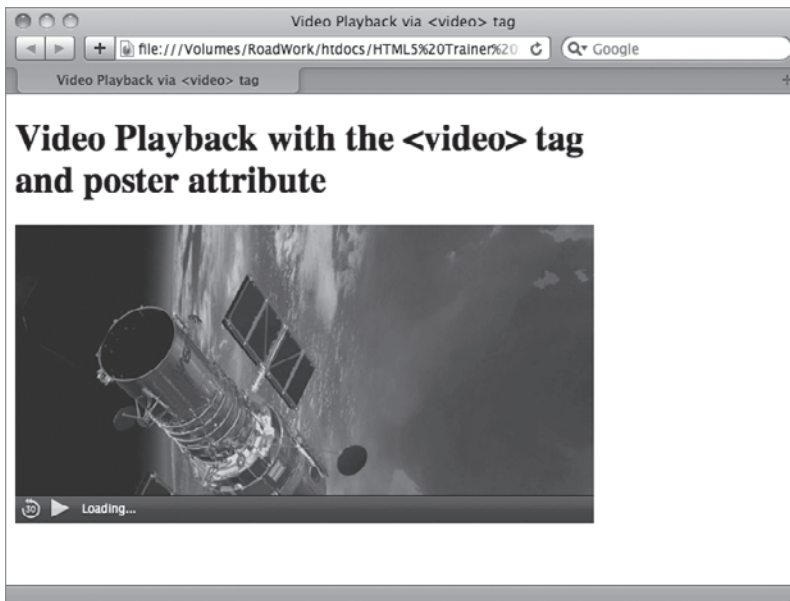 Video Playback via <video> tag
file:///Volumes/RoadWork/htdocs/HTML5%20Trainer%20
Google
Video Playback via <video> tag
Video Playback with the <video> tag
and poster attribute
30
Loading...